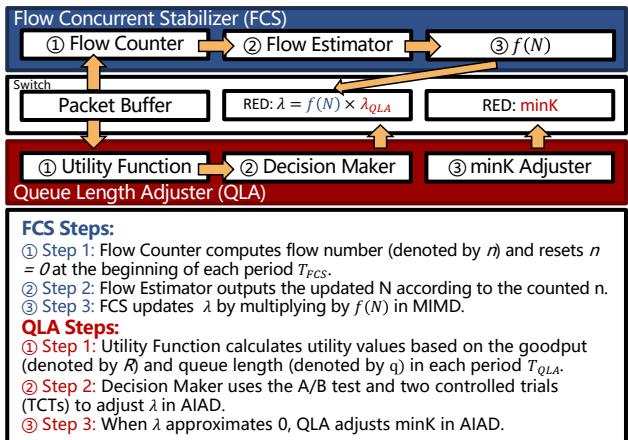 Flow Concurrent Stabilizer (FCS)
① Flow Counter
② Flow Estimator
③ f(N)
Switch
Packet Buffer
RED: λ = f(N) × λ_QLA
RED: minK
① Utility Function
② Decision Maker
③ minK Adjuster
Queue Length Adjuster (QLA)
FCS Steps:
① Step 1: Flow Counter computes flow number (denoted by n) and resets n
= 0 at the beginning of each period T_FCS.
② Step 2: Flow Estimator outputs the updated N according to the counted n.
③ Step 3: FCS updates λ by multiplying by f(N) in MIMD.
QLA Steps:
① Step 1: Utility Function calculates utility values based on the goodput
(denoted by R) and queue length (denoted by q) in each period T_QLA.
② Step 2: Decision Maker uses the A/B test and two controlled trials
(TCTs) to adjust λ in AIAD.
③ Step 3: When λ approximates 0, QLA adjusts minK in AIAD.